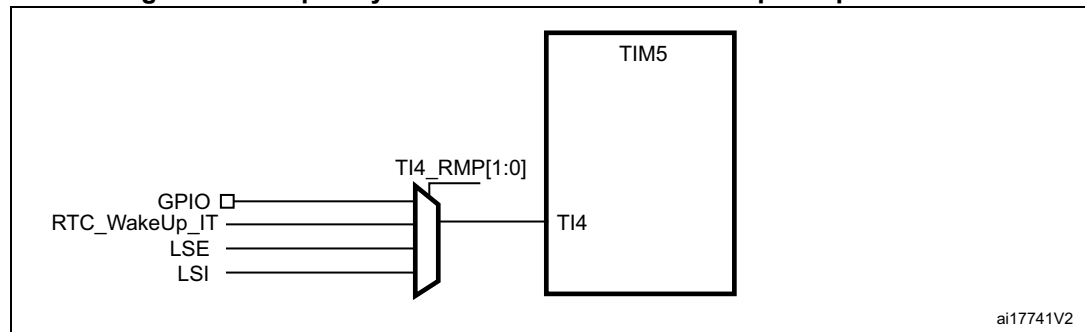 TIM5
TI4_RMP[1:0]
GPIO
RTC_WakeUp_IT
TI4
LSE
LSI
ai17741V2